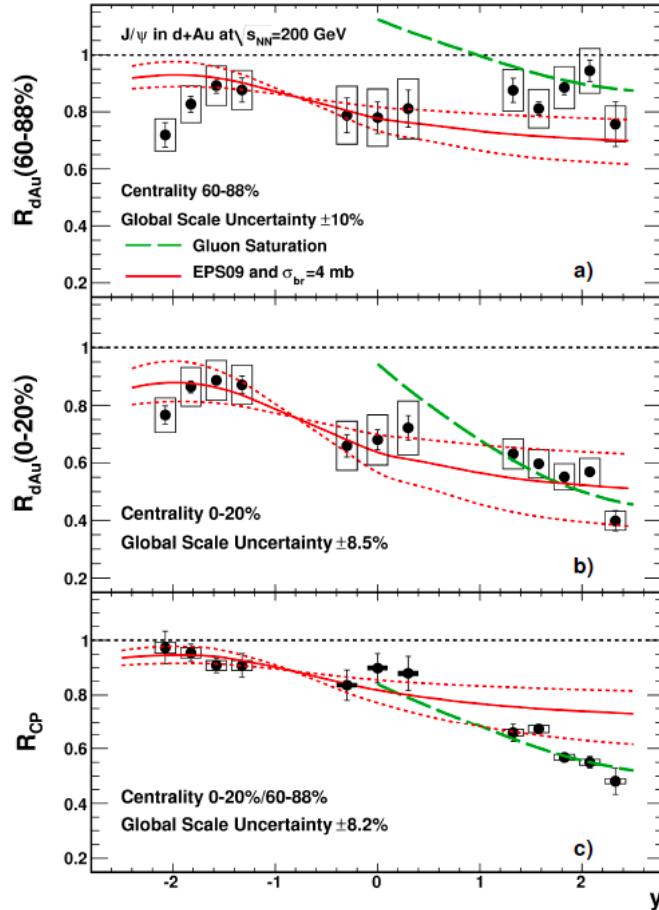 J/ψ in d+Au at √s_NN=200 GeV
R_dAu(60-88%)
1
0.8
0.6
0.4
0.2
Centrality 60-88%
Global Scale Uncertainty ±10%
Gluon Saturation
EPS09 and σ_br=4 mb
a)
R_dAu(0-20%)
1
0.8
0.6
0.4
0.2
Centrality 0-20%
Global Scale Uncertainty ±8.5%
b)
R_CP
1
0.8
0.6
0.4
0.2
Centrality 0-20%/60-88%
Global Scale Uncertainty ±8.2%
c)
-2 -1 0 1 2 y